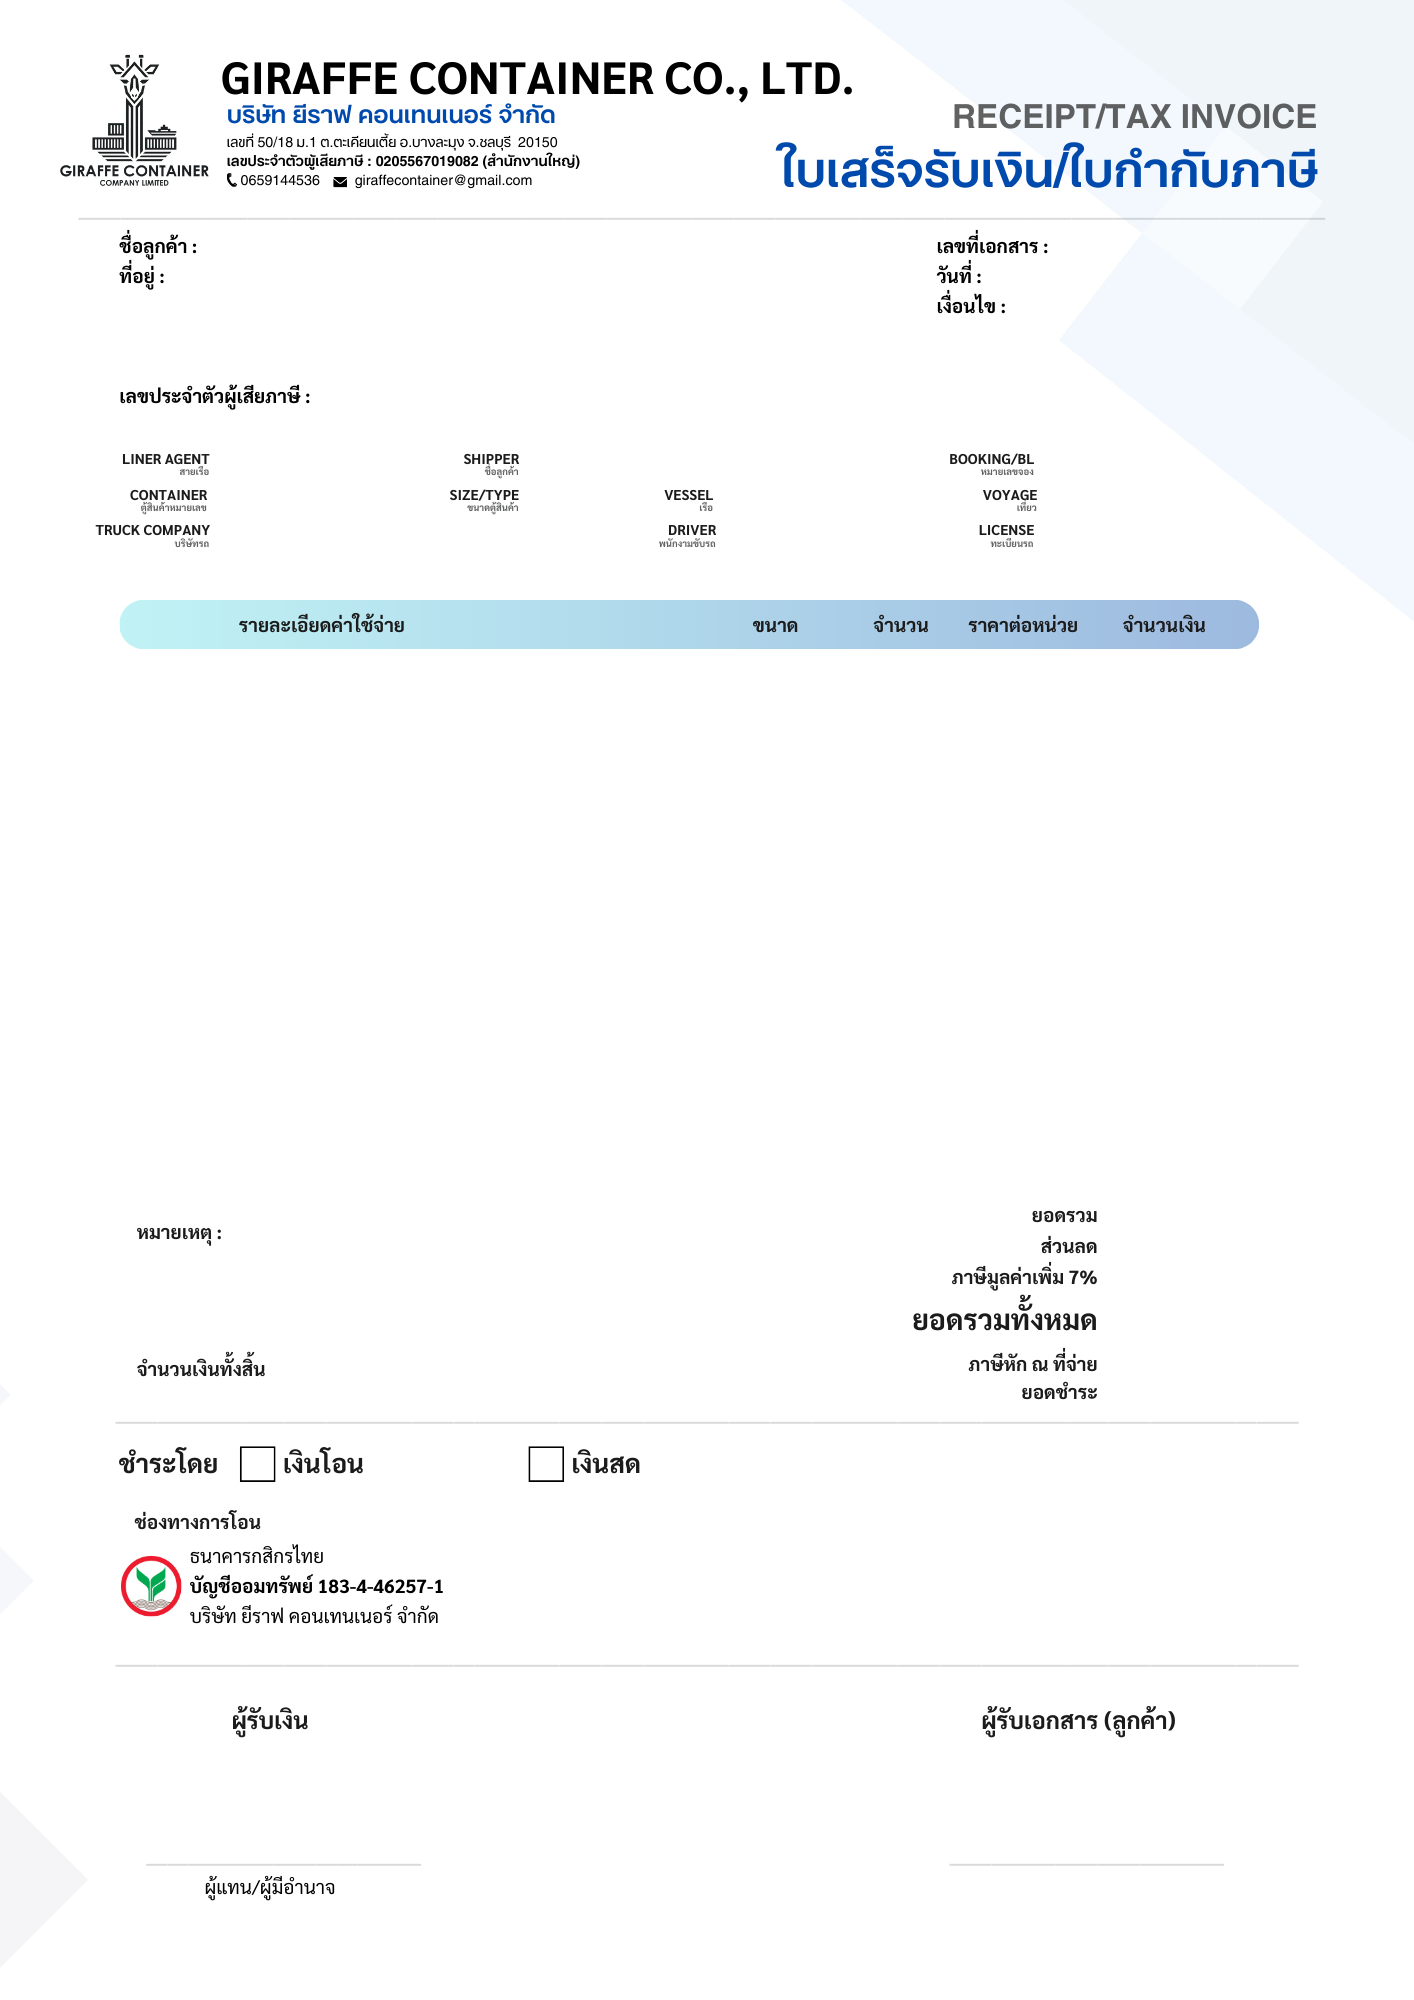 GIRAFFE CONTAINER CO., LTD.
บริษัท ยีราฟ คอนเทนเนอร์ จำกัด
เลขที่ 50/18 ม.1 ต.ตะเคียนเตี้ย อ.บางละมุง จ.ชลบุรี 20150
เลขประจำตัวผู้เสียภาษี : 0205567019082 (สำนักงานใหญ่)
0659144536 giraffecontainer@gmail.com
GIRAFFE CONTAINER
COMPANY LIMITED
RECEIPT/TAX INVOICE
ใบเสร็จรับเงิน/ใบกำกับภาษี
ชื่อลูกค้า :
ที่อยู่ :
เลขที่เอกสาร :
วันที่ :
เงื่อนไข :
เลขประจำตัวผู้เสียภาษี :
LINER AGENT SHIPPER BOOKING/BL
สายเรือ ชื่อลูกค้า หมายเลขจอง
CONTAINER SIZE/TYPE VESSEL VOYAGE
ตู้สินค้าหมายเลข ขนาดตู้สินค้า เรือ เที่ยว
TRUCK COMPANY DRIVER LICENSE
บริษัทรถ พนักงามขับรถ ทะเบียนรถ
รายละเอียดค่าใช้จ่าย ขนาด จำนวน ราคาต่อหน่วย จำนวนเงิน
หมายเหตุ :
ยอดรวม
ส่วนลด
ภาษีมูลค่าเพิ่ม 7%
ยอดรวมทั้งหมด
จำนวนเงินทั้งสิ้น
ภาษีหัก ณ ที่จ่าย
ยอดชำระ
ชำระโดย เงินโอน เงินสด
ช่องทางการโอน
ธนาคารกสิกรไทย
บัญชีออมทรัพย์ 183-4-46257-1
บริษัท ยีราฟ คอนเทนเนอร์ จำกัด
ผู้รับเงิน ผู้รับเอกสาร (ลูกค้า)
ผู้แทน/ผู้มีอำนาจ